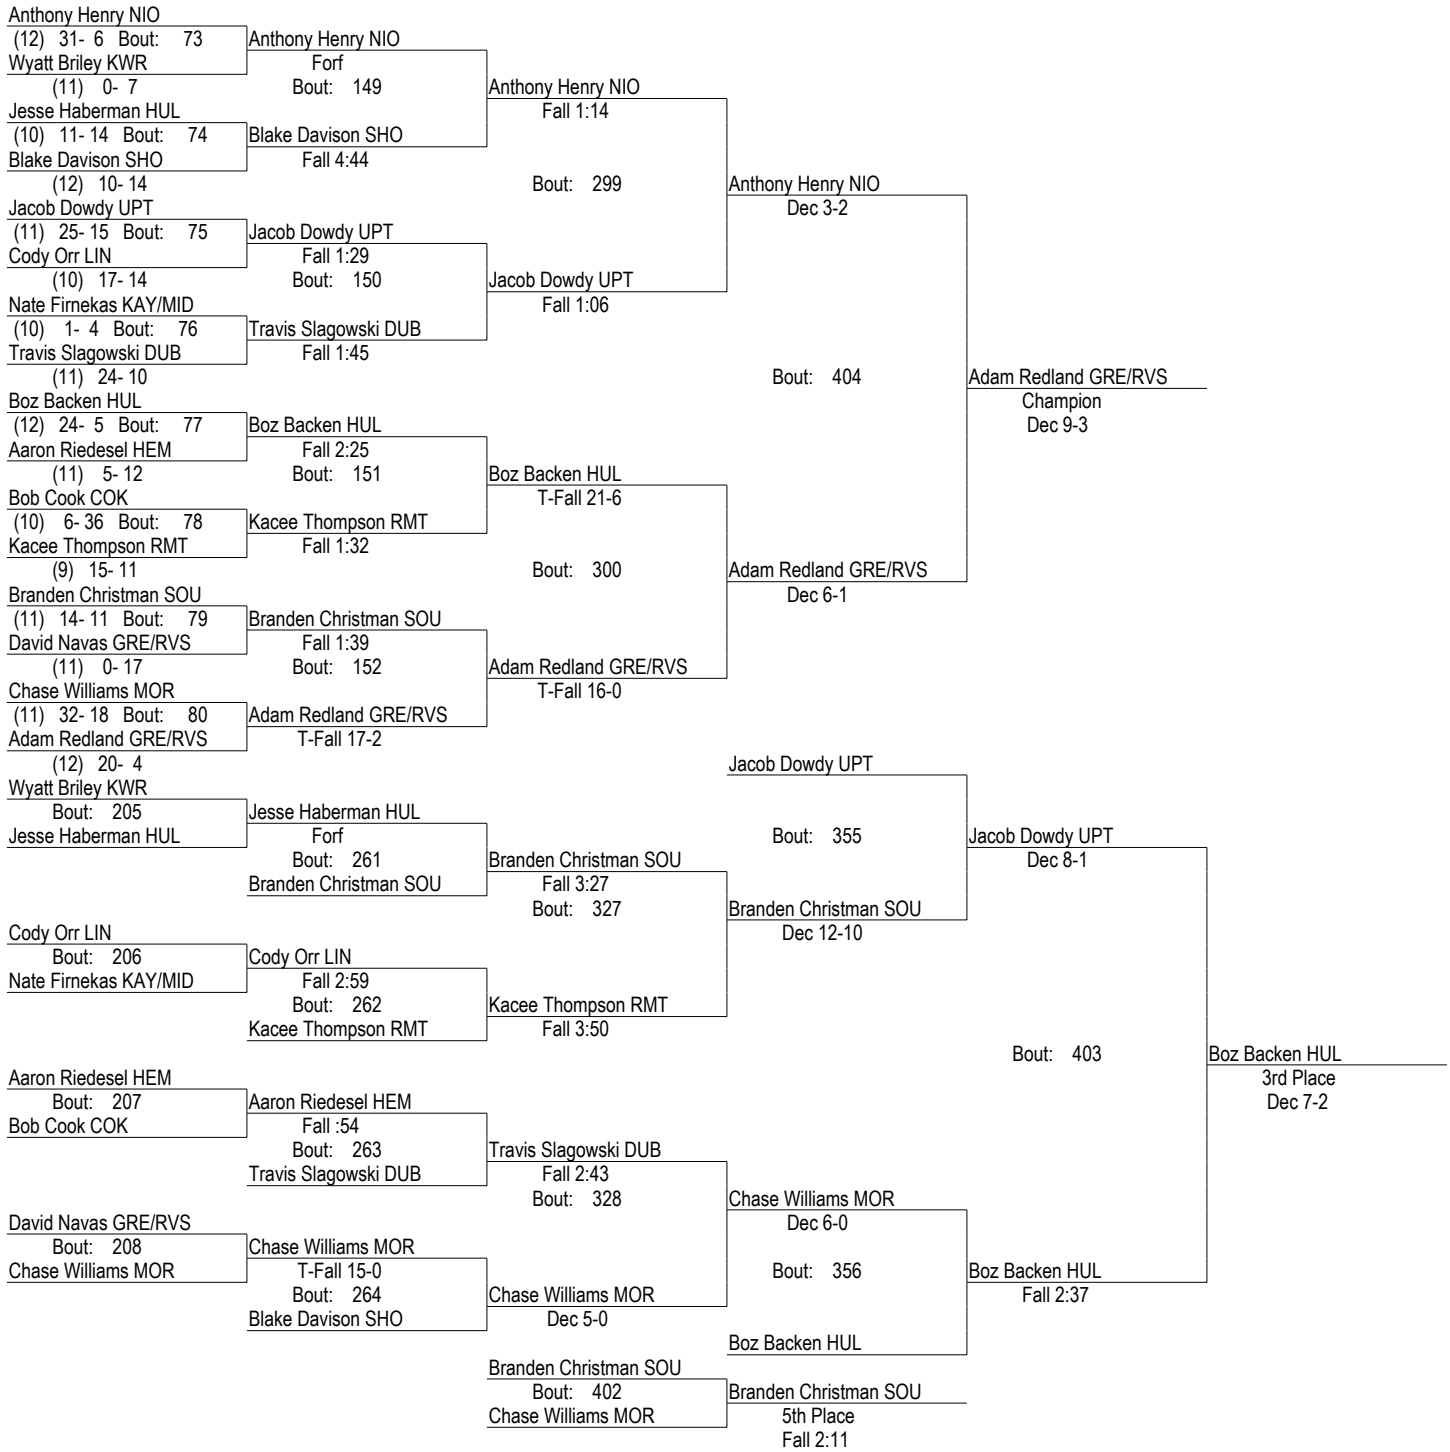 Anthony Henry NIO
(12) 31- 6 Bout: 73 Anthony Henry NIO
Wyatt Briley KWR Forf
(11) 0- 7 Bout: 149 Anthony Henry NIO
Jesse Haberman HUL Fall 1:14
(10) 11- 14 Bout: 74 Blake Davison SHO
Blake Davison SHO Fall 4:44
(12) 10- 14 Bout: 299 Anthony Henry NIO
Jacob Dowdy UPT Dec 3-2
(11) 25- 15 Bout: 75 Jacob Dowdy UPT
Cody Orr LIN Fall 1:29
(10) 17- 14 Bout: 150 Jacob Dowdy UPT
Nate Firnekas KAY/MID Fall 1:06
(10) 1- 4 Bout: 76 Travis Slagowski DUB
Travis Slagowski DUB Fall 1:45
(11) 24- 10 Bout: 404 Adam Redland GRE/RVS
Boz Backen HUL Champion
(12) 24- 5 Bout: 77 Boz Backen HUL Dec 9-3
Aaron Riedesel HEM Fall 2:25
(11) 5- 12 Bout: 151 Boz Backen HUL
Bob Cook COK T-Fall 21-6
(10) 6- 36 Bout: 78 Kacee Thompson RMT
Kacee Thompson RMT Fall 1:32
(9) 15- 11 Bout: 300 Adam Redland GRE/RVS
Branden Christman SOU Dec 6-1
(11) 14- 11 Bout: 79 Branden Christman SOU
David Navas GRE/RVS Fall 1:39
(11) 0- 17 Bout: 152 Adam Redland GRE/RVS
Chase Williams MOR T-Fall 16-0
(11) 32- 18 Bout: 80 Adam Redland GRE/RVS
Adam Redland GRE/RVS T-Fall 17-2
(12) 20- 4 Jacob Dowdy UPT
Wyatt Briley KWR
Bout: 205 Jesse Haberman HUL
Jesse Haberman HUL Forf Bout: 355 Jacob Dowdy UPT
Bout: 261 Branden Christman SOU Dec 8-1
Branden Christman SOU Fall 3:27
Bout: 327 Branden Christman SOU
Cody Orr LIN Dec 12-10
Bout: 206 Cody Orr LIN
Nate Firnekas KAY/MID Fall 2:59
Bout: 262 Kacee Thompson RMT
Kacee Thompson RMT Fall 3:50
Bout: 403 Boz Backen HUL
Aaron Riedesel HEM 3rd Place
Bout: 207 Aaron Riedesel HEM Dec 7-2
Bob Cook COK Fall :54
Bout: 263 Travis Slagowski DUB
Travis Slagowski DUB Fall 2:43
Bout: 328 Chase Williams MOR
David Navas GRE/RVS Dec 6-0
Bout: 208 Chase Williams MOR
Chase Williams MOR T-Fall 15-0 Bout: 356 Boz Backen HUL
Bout: 264 Chase Williams MOR Fall 2:37
Blake Davison SHO Dec 5-0
Boz Backen HUL
Branden Christman SOU
Bout: 402 Branden Christman SOU
Chase Williams MOR 5th Place
Fall 2:11